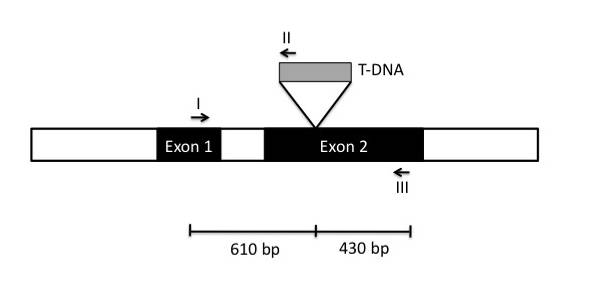 II
T-DNA
I
Exon 1
Exon 2
III
610 bp
430 bp